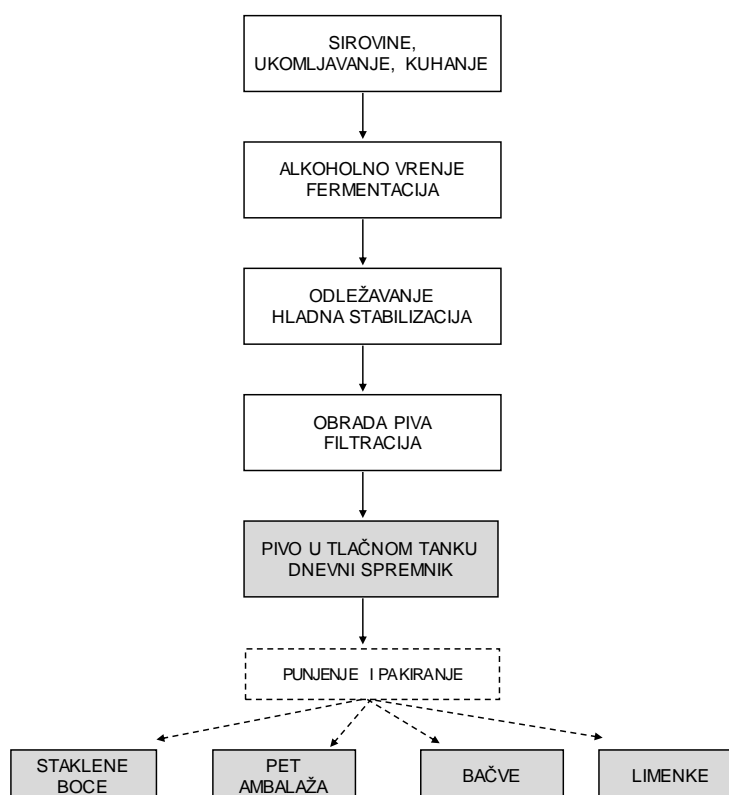 SIROVINE,
UKOMLJAVANJE, KUHANJE
ALKOHOLNO VRENJE
FERMENTACIJA
ODLEŽAVANJE
HLADNA STABILIZACIJA
OBRADA PIVA
FILTRACIJA
PIVO U TLAČNOM TANKU
DNEVNI SPREMNIK
PUNJENJE I PAKIRANJE
STAKLENE
BOCE
PET
AMBALAŽA
BAČVE
LIMENKE